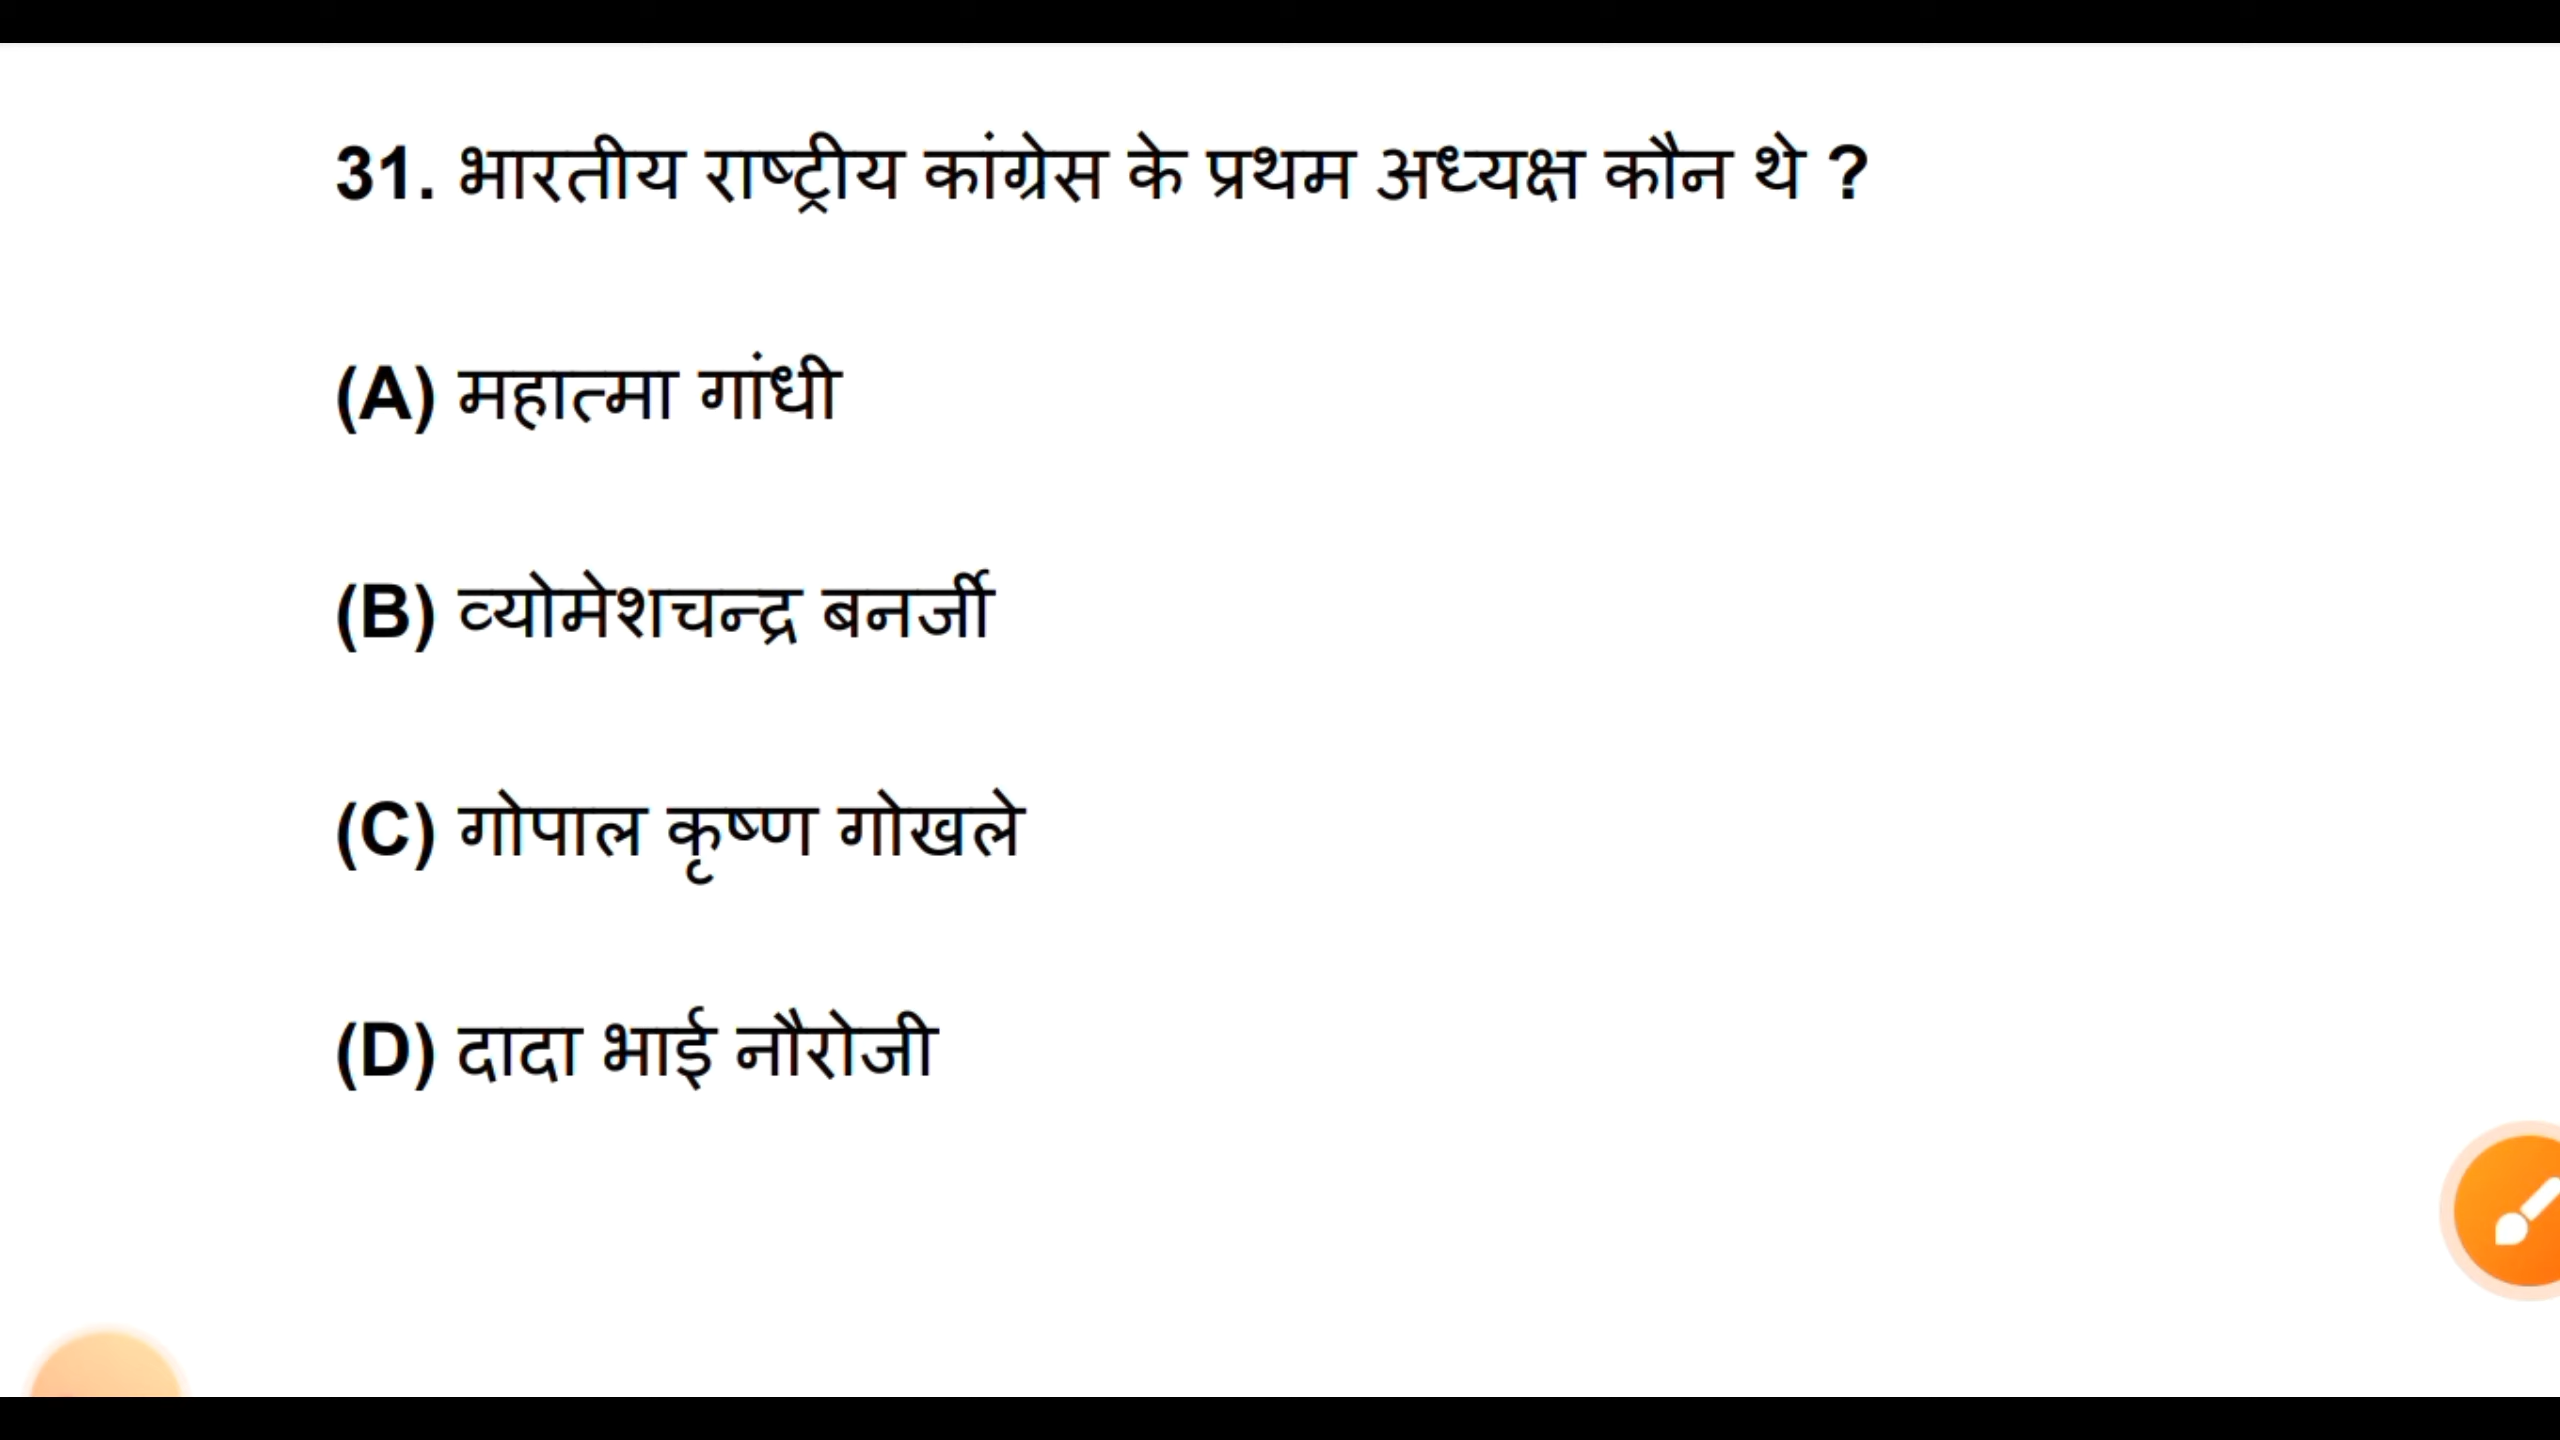 31. भारतीय राष्ट्रीय कांग्रेस के प्रथम अध्यक्ष कौन थे ?
(A) महात्मा गांधी
(B) व्योमेशचन्द्र बनर्जी
(C) गोपाल कृष्ण गोखले
(D) दादा भाई नौरोजी